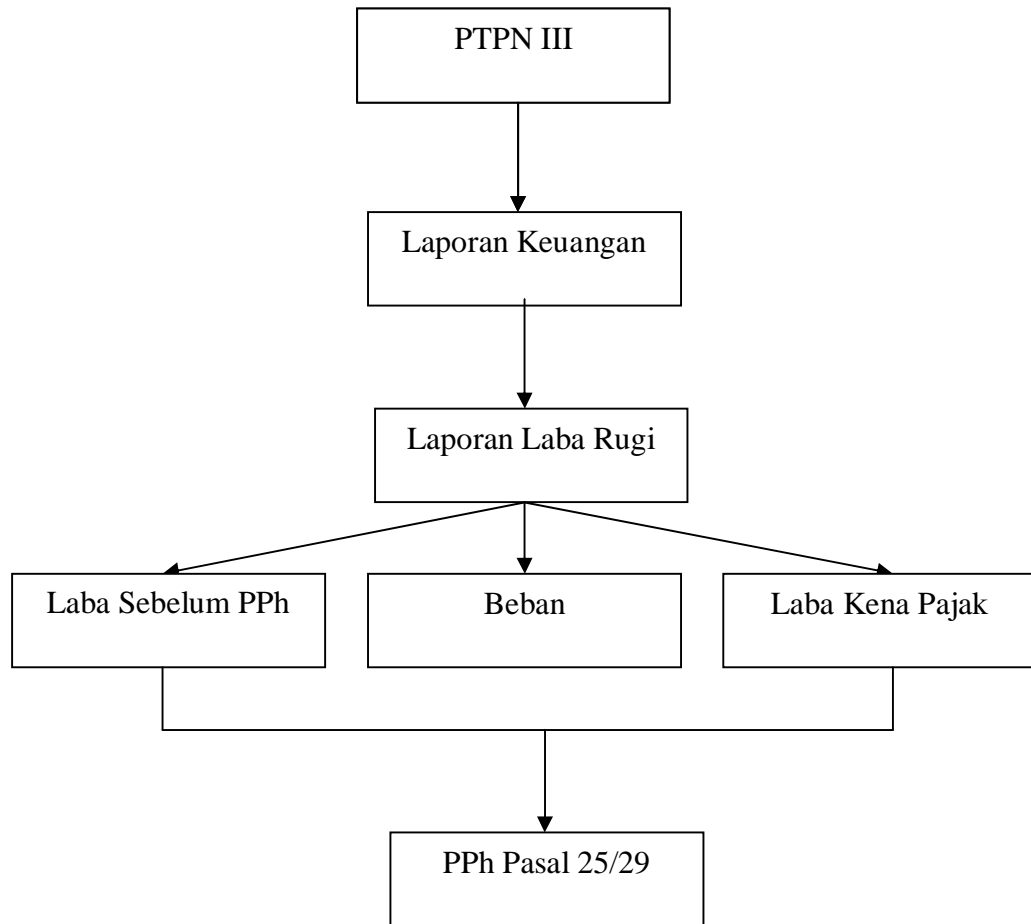 PTPN III
Laporan Keuangan
Laporan Laba Rugi
Laba Sebelum PPh
Beban
Laba Kena Pajak
PPh Pasal 25/29